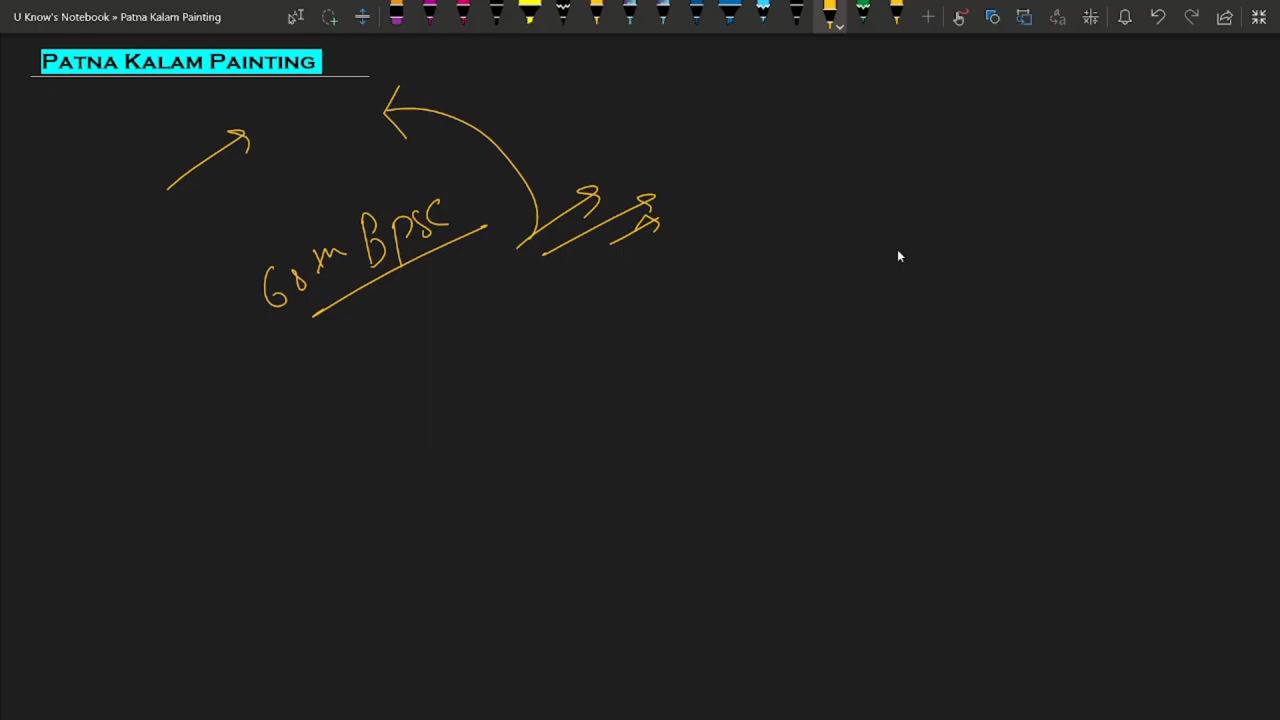 U Know's Notebook » Patna Kalam Painting
PATNA KALAM PAINTING
68th BPSC